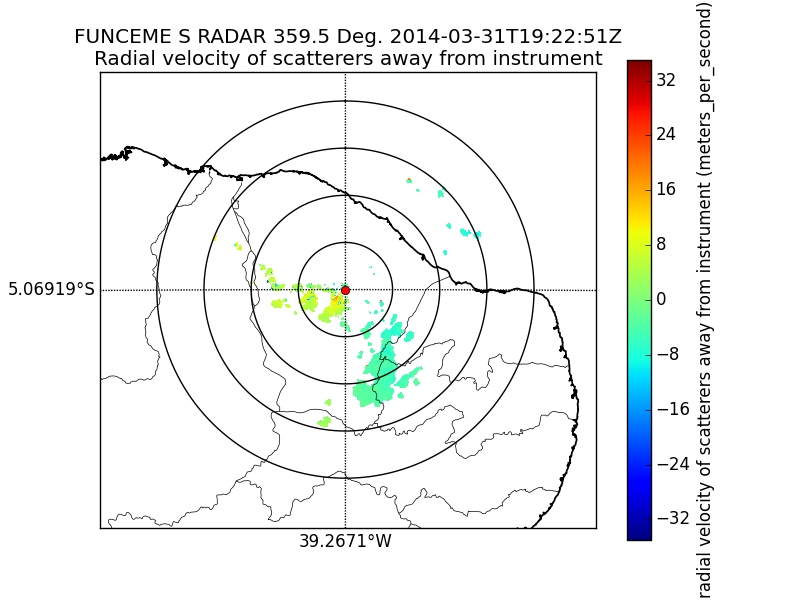 FUNCEME S RADAR 359.5 Deg. 2014-03-31T19:22:51Z
Radial velocity of scatterers away from instrument
5.06919°S
39.2671°W
32
24
16
8
0
−8
−16
−24
−32
radial velocity of scatterers away from instrument (meters_per_second)